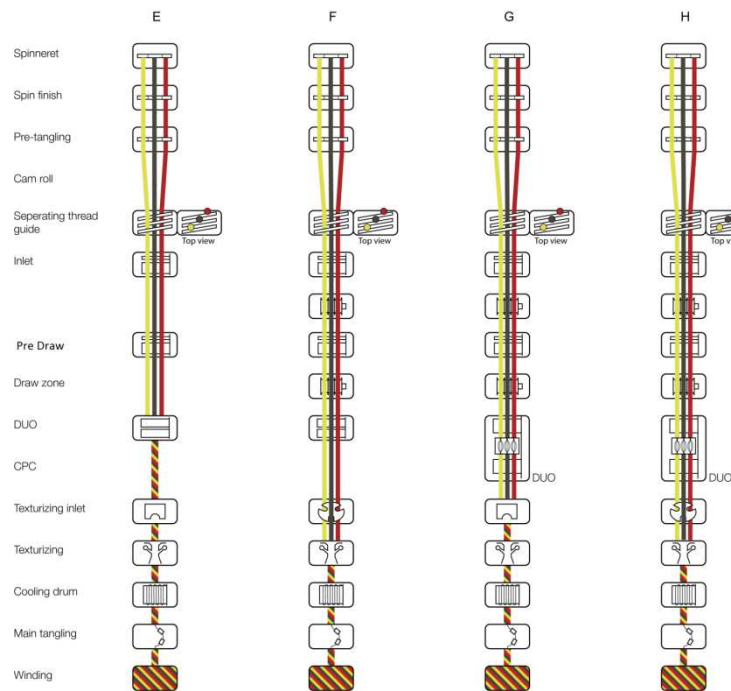 E F G H
Spinneret
Spin finish
Pre-tangling
Cam roll
Seperating thread
guide
Top view Top view Top view Top v
Inlet
Pre Draw
Draw zone
DUO
CPC
DUO DUO
Texturizing inlet
Texturizing
Cooling drum
Main tangling
Winding